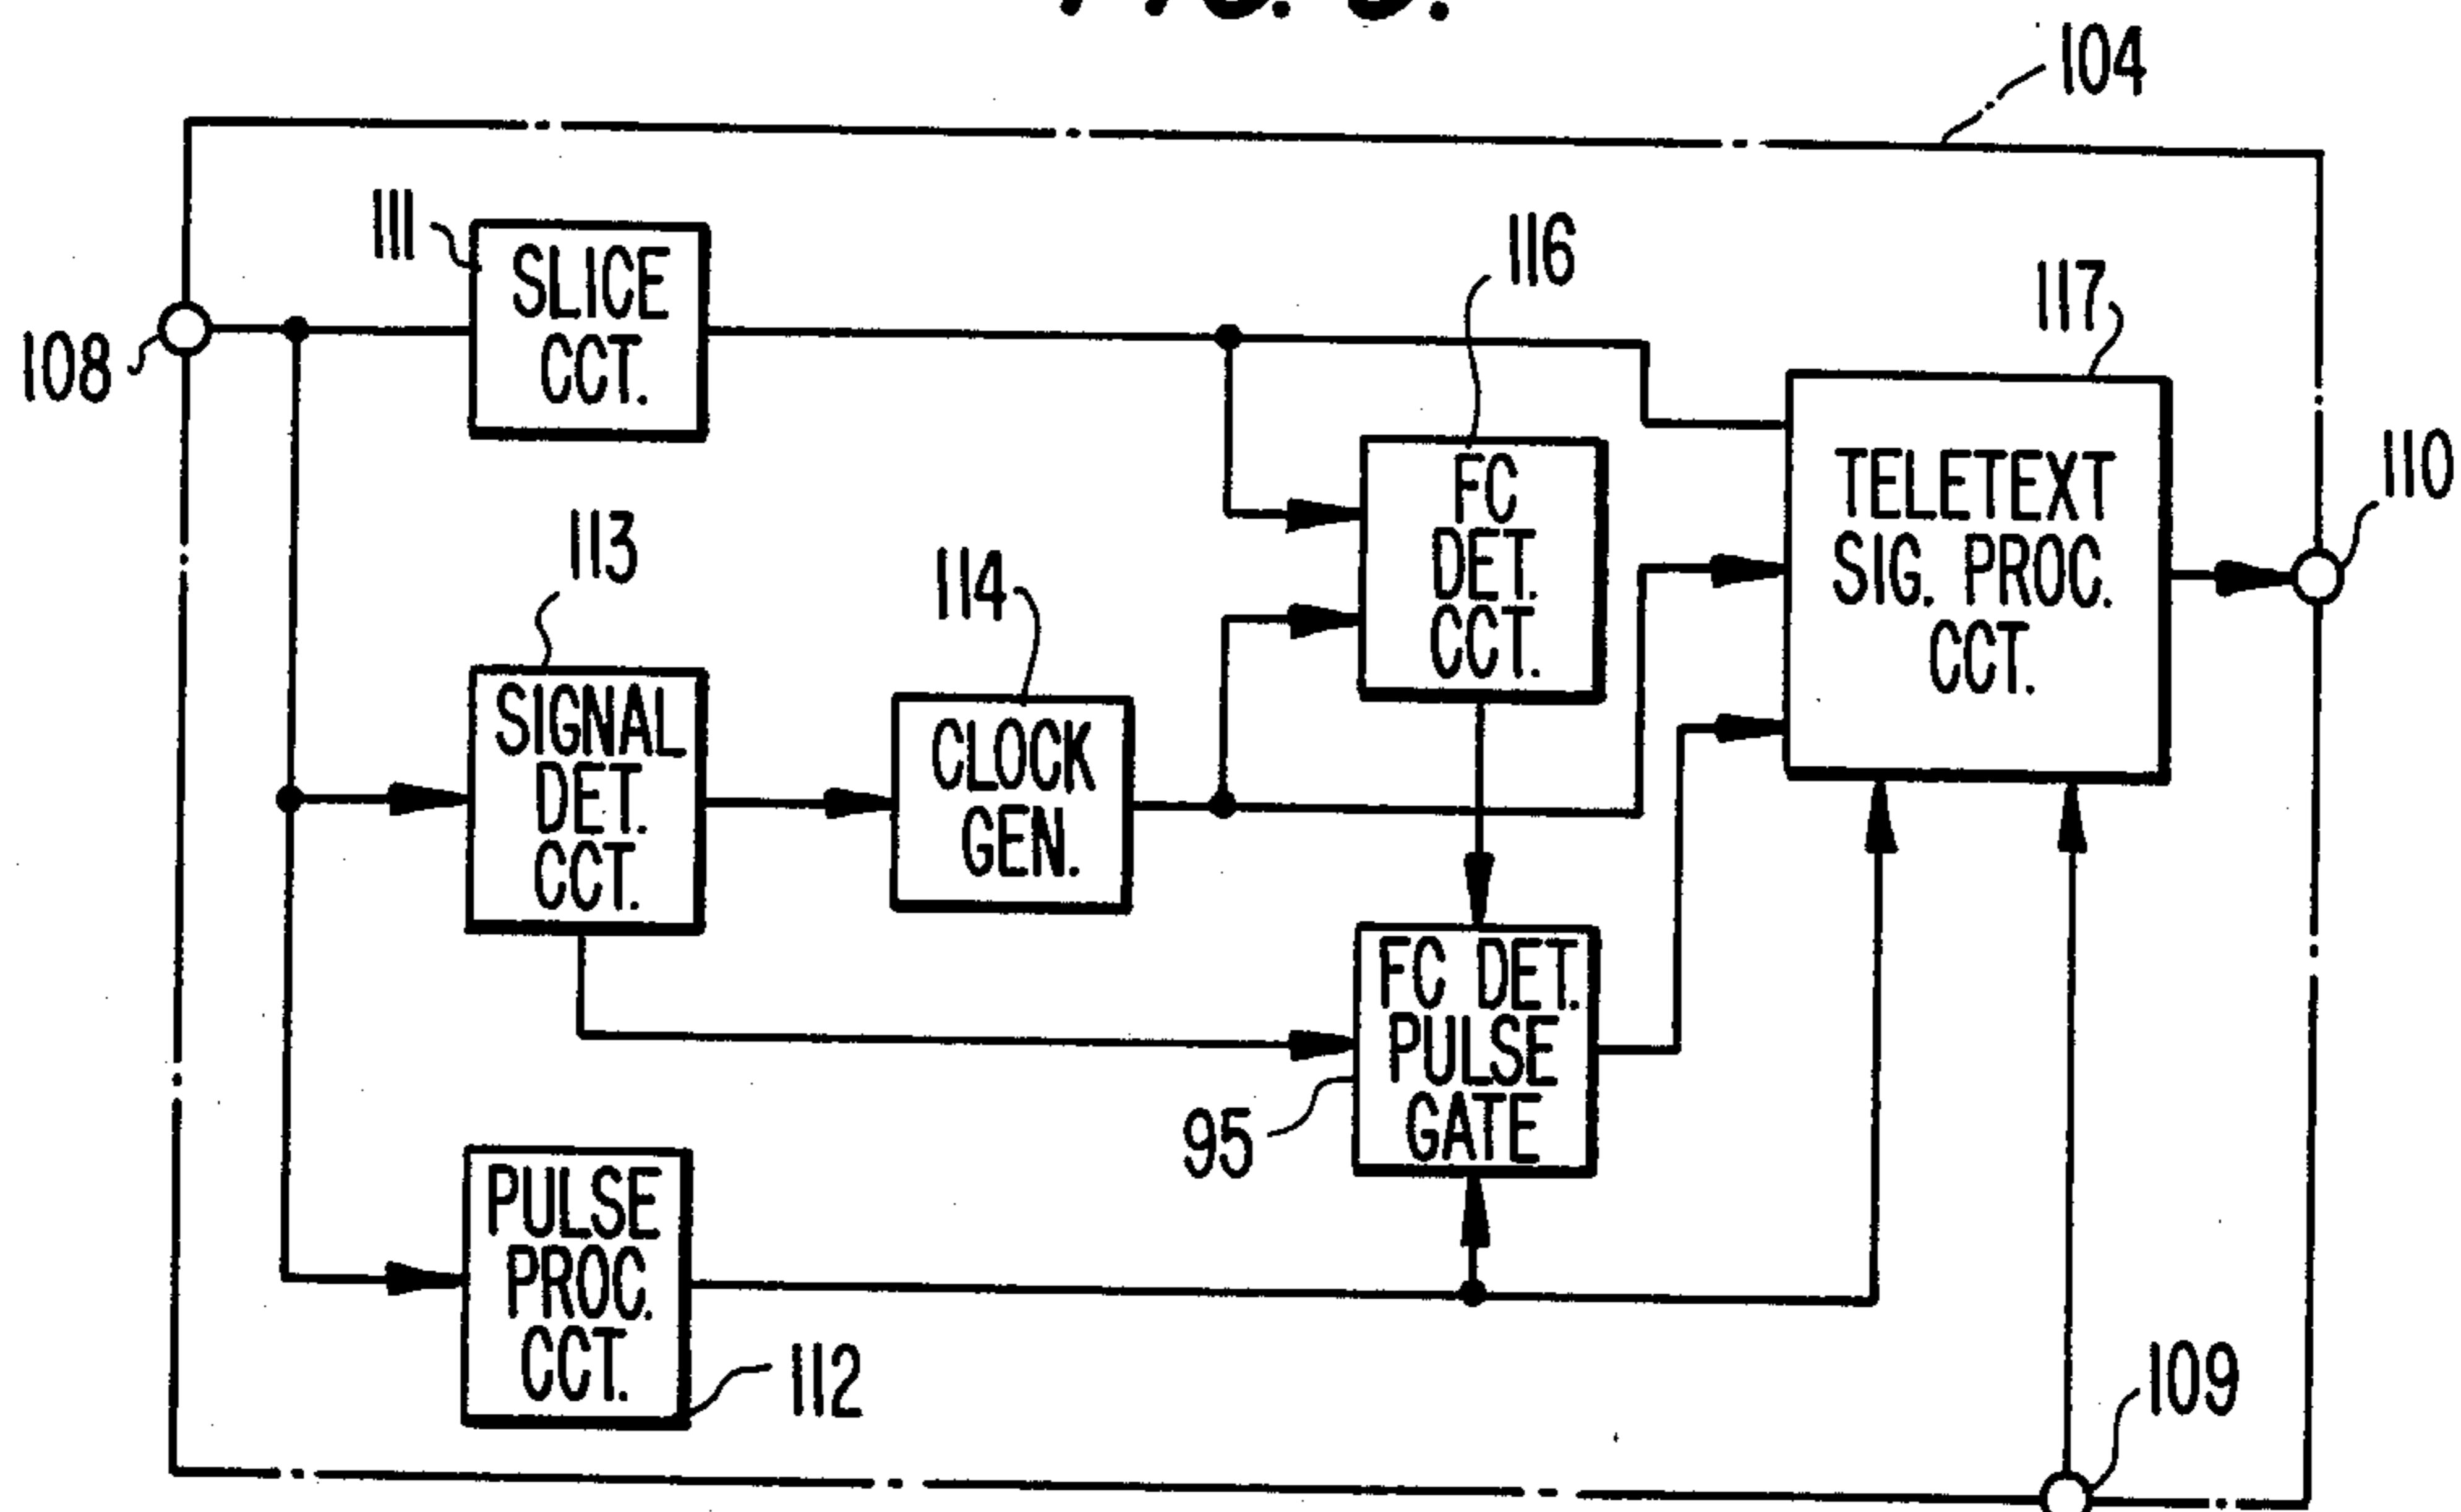 104
111
SLICE
CCT.
116
117
108
FC
DET.
CCT.
TELETEXT
SIG. PROC.
CCT.
110
113
114
SIGNAL
DET.
CCT.
CLOCK
GEN.
FC DET.
PULSE
GATE
95
PULSE
PROC.
CCT.
112
109